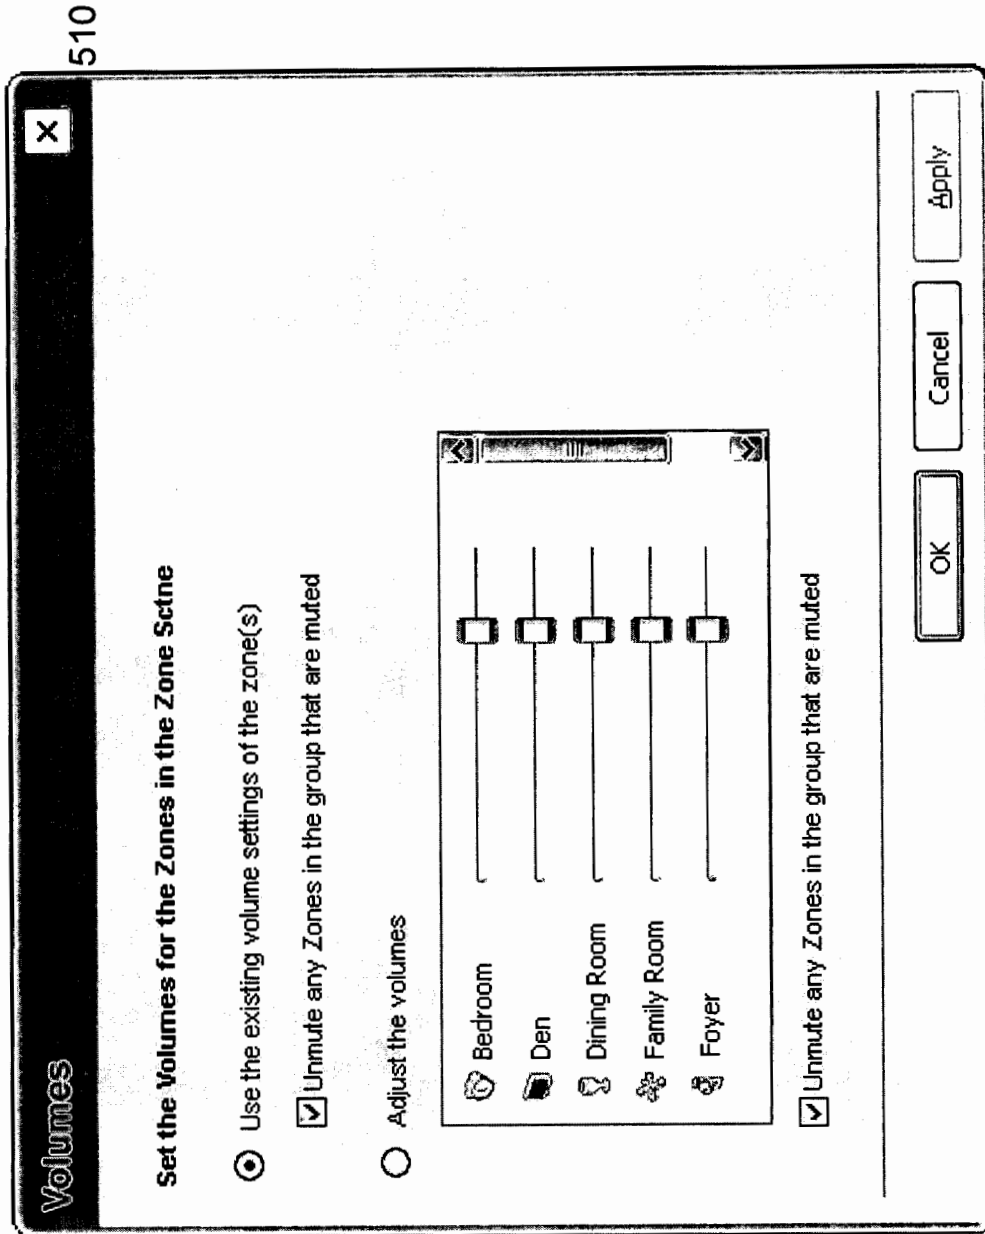 510
Volumes
Set the Volumes for the Zones in the Zone Sctne
Use the existing volume settings of the zone(s)
Unmute any Zones in the group that are muted
Adjust the volumes
Bedroom
Den
Dining Room
Family Room
Foyer
Unmute any Zones in the group that are muted
OK
Cancel
Apply